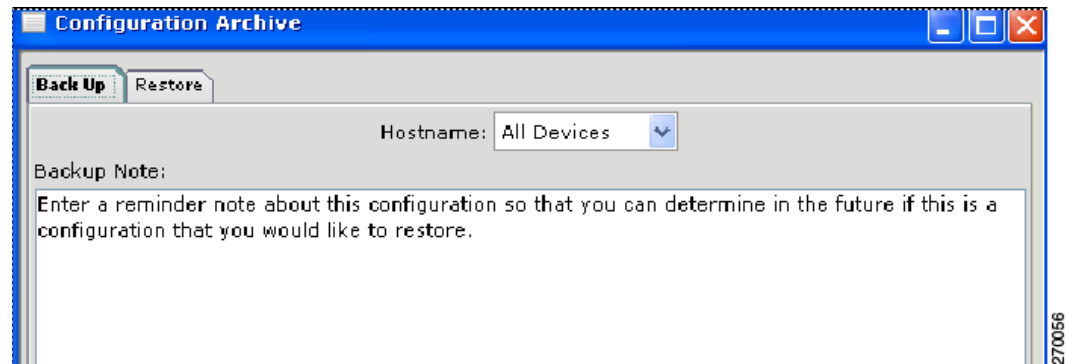 Configuration Archive
Back Up
Restore
Hostname: All Devices
Backup Note:
Enter a reminder note about this configuration so that you can determine in the future if this is a
configuration that you would like to restore.
270056